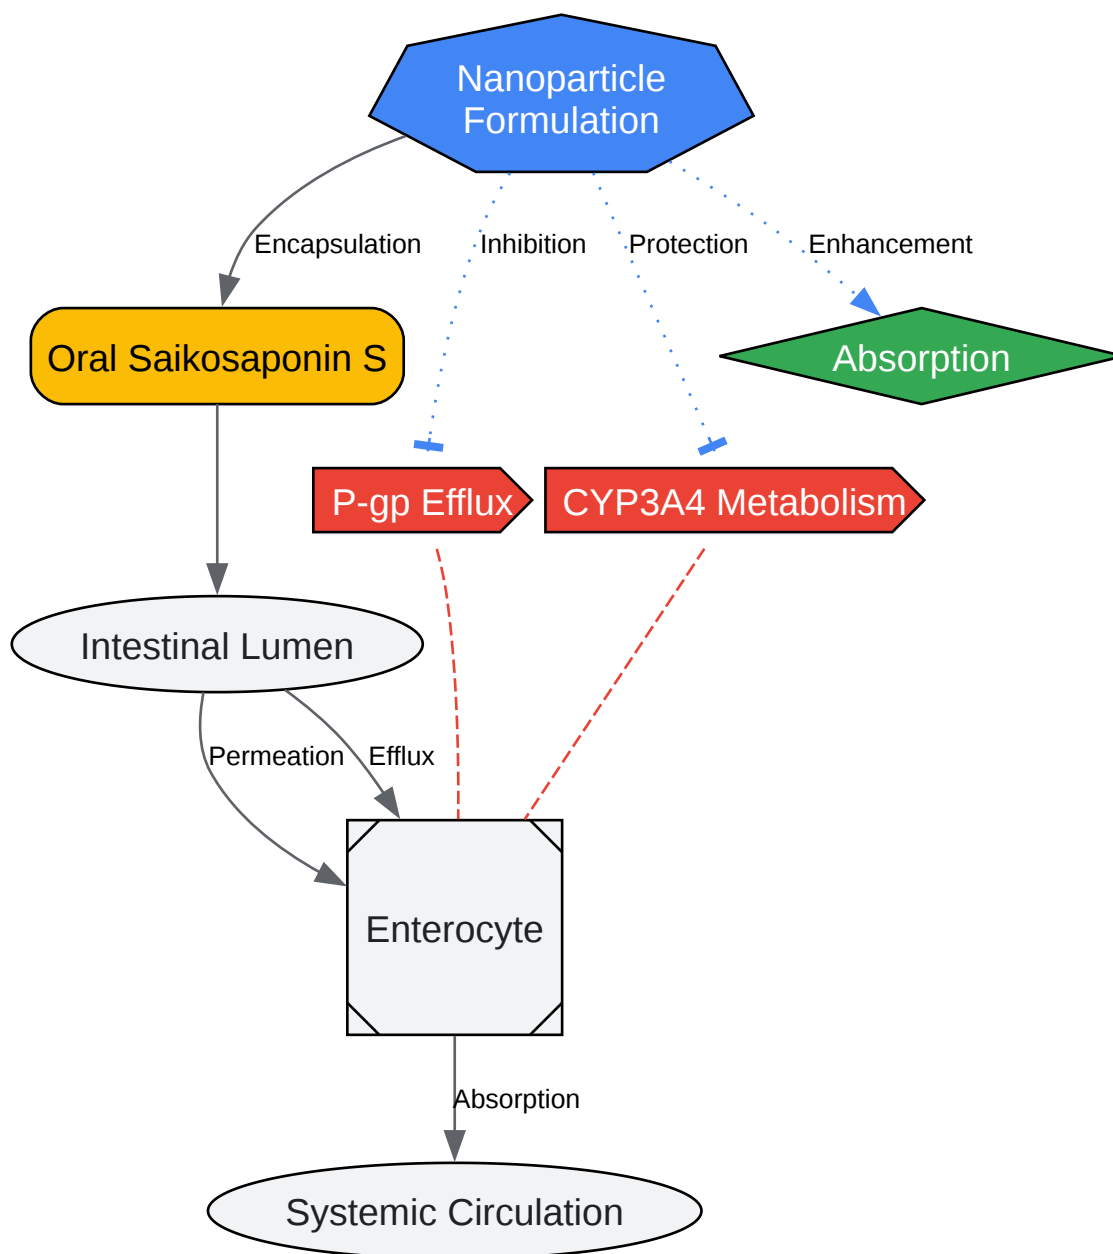 Nanoparticle
Formulation
Encapsulation
Inhibition
Protection
Enhancement
Oral Saikosaponin S
Absorption
P-gp Efflux
CYP3A4 Metabolism
Intestinal Lumen
Permeation
Efflux
Enterocyte
Absorption
Systemic Circulation